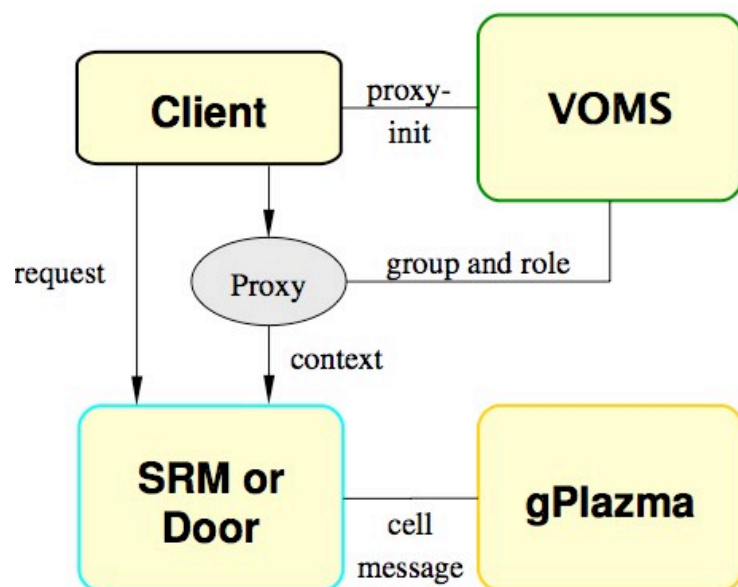 Client
proxy-
init
VOMS
request
Proxy
group and role
context
SRM or
Door
cell
message
gPlazma